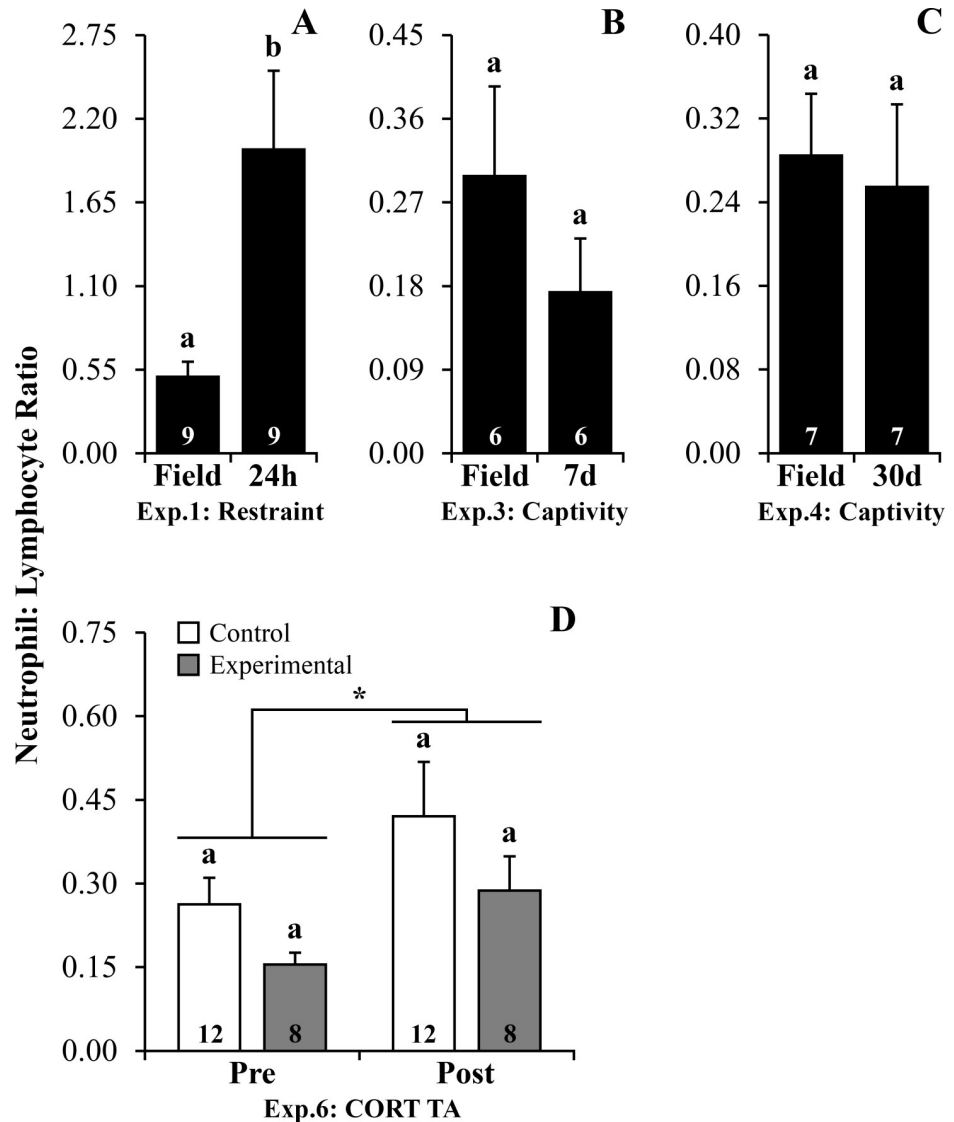 Neutrophil: Lymphocyte Ratio
A
2.75
2.20
1.65
1.10
0.55
0.00
a
b
9
9
Field
24h
Exp.1: Restraint
B
0.45
0.36
0.27
0.18
0.09
0.00
a
a
6
6
Field
7d
Exp.3: Captivity
C
0.40
0.32
0.24
0.16
0.08
0.00
a
a
7
7
Field
30d
Exp.4: Captivity
D
0.75
0.60
0.45
0.30
0.15
0.00
Control
Experimental
*
a
a
a
a
12
8
12
8
Pre
Post
Exp.6: CORT TA